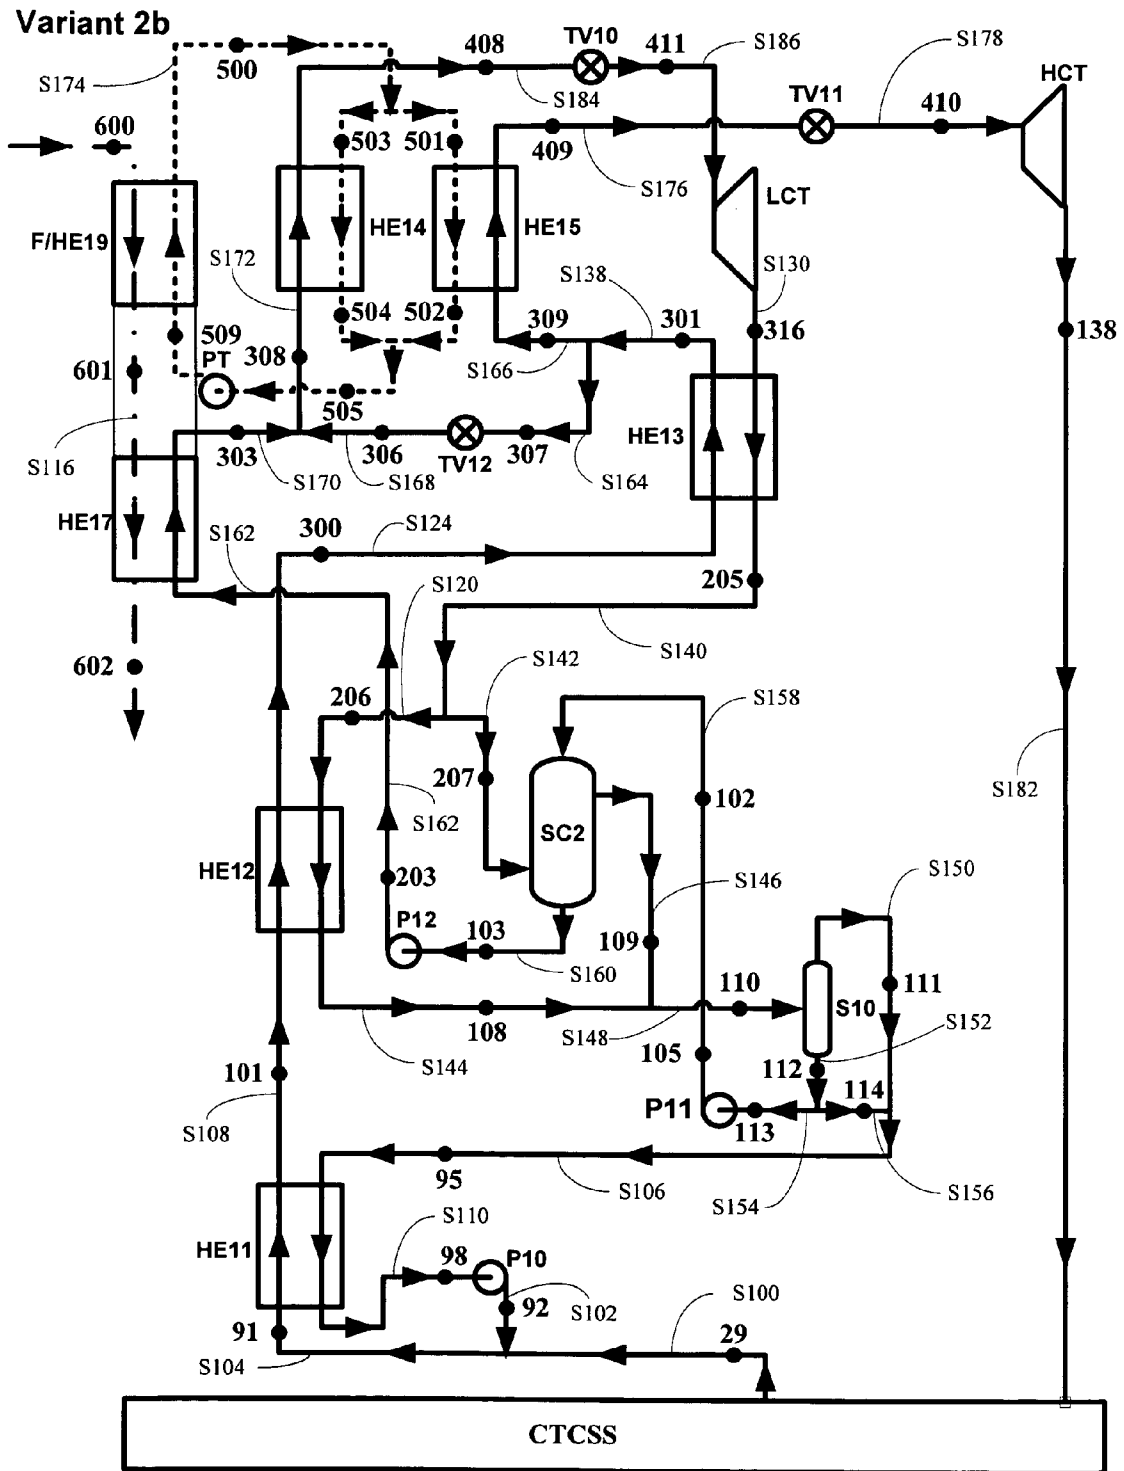 Variant 2b
408
TV10
411
S186
S178
HCT
500
S174
S184
TV11
410
600
503
501
409
S176
LCT
F/HE19
HE14
HE15
S172
S138
S130
504
502
309
301
316
138
509
PT
308
S166
601
505
HE13
303
306
TV12
307
S116
S170
S168
S164
HE17
S162
300
S124
205
S120
602
S142
S140
206
S158
207
102
S182
SC2
S162
HE12
203
S146
S150
P12
103
109
S160
110
111
S10
108
S148
S152
105
112
S144
101
114
P11
113
S108
95
S106
S154
S156
S110
HE11
98
P10
92
S102
S100
91
29
S104
CTCSS